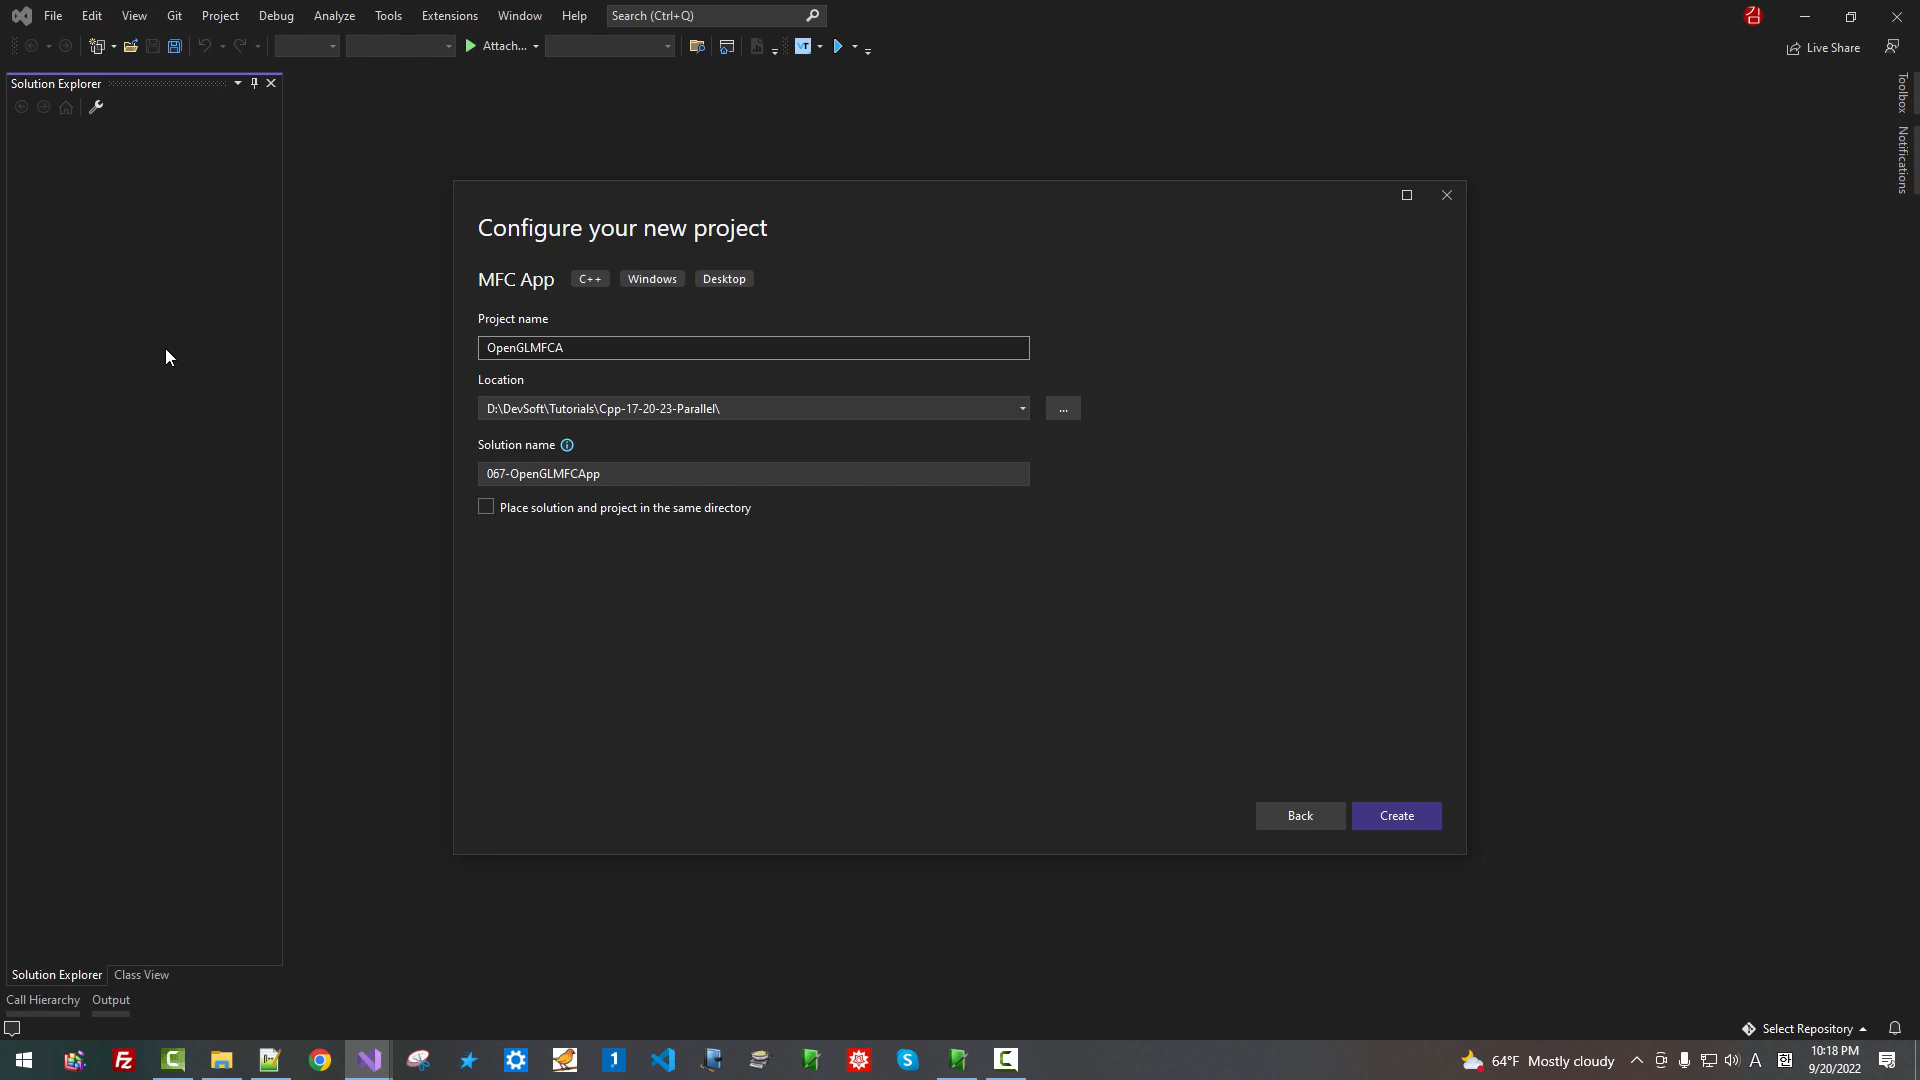 File Edit View Git Project Debug Analyze Tools Extensions Window Help Search (Ctrl+Q)
Attach...
VT
Live Share
Solution Explorer
Toolbox
Notifications
Configure your new project
MFC App C++ Windows Desktop
Project name
OpenGLMFCA
Location
D:\DevSoft\Tutorials\Cpp-17-20-23-Parallel\
...
Solution name
067-OpenGLMFCApp
Place solution and project in the same directory
Back Create
Solution Explorer Class View
Call Hierarchy Output
Select Repository
64°F Mostly cloudy
A
10:18 PM
9/20/2022